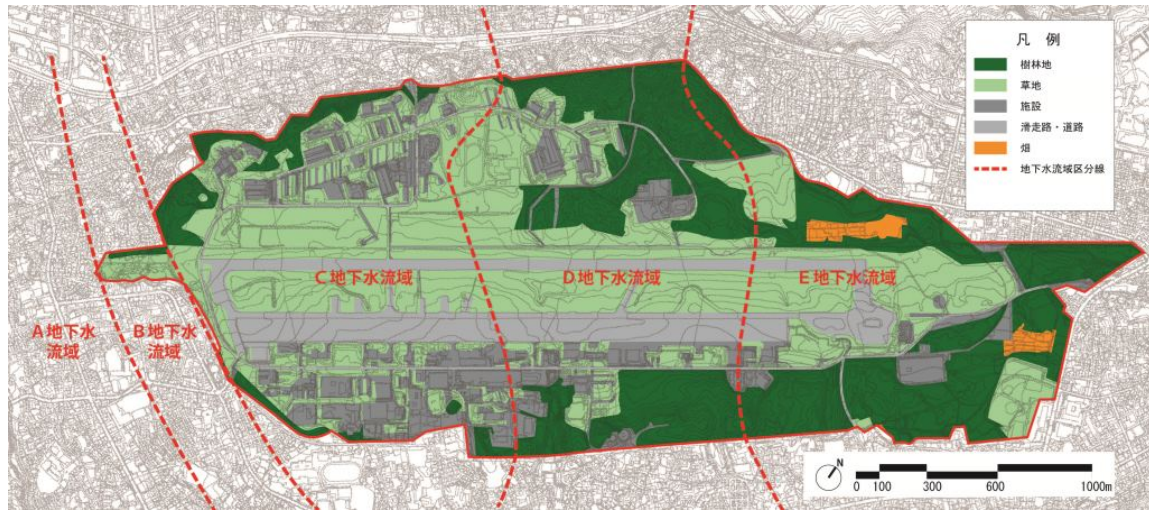 凡 例
樹林地
草地
施設
滑走路・道路
畑
地下水流域区分線
C地下水流域
D地下水流域
E地下水流域
A地下水
流域
B地下水
流域
N
0 100 300 600 1000m